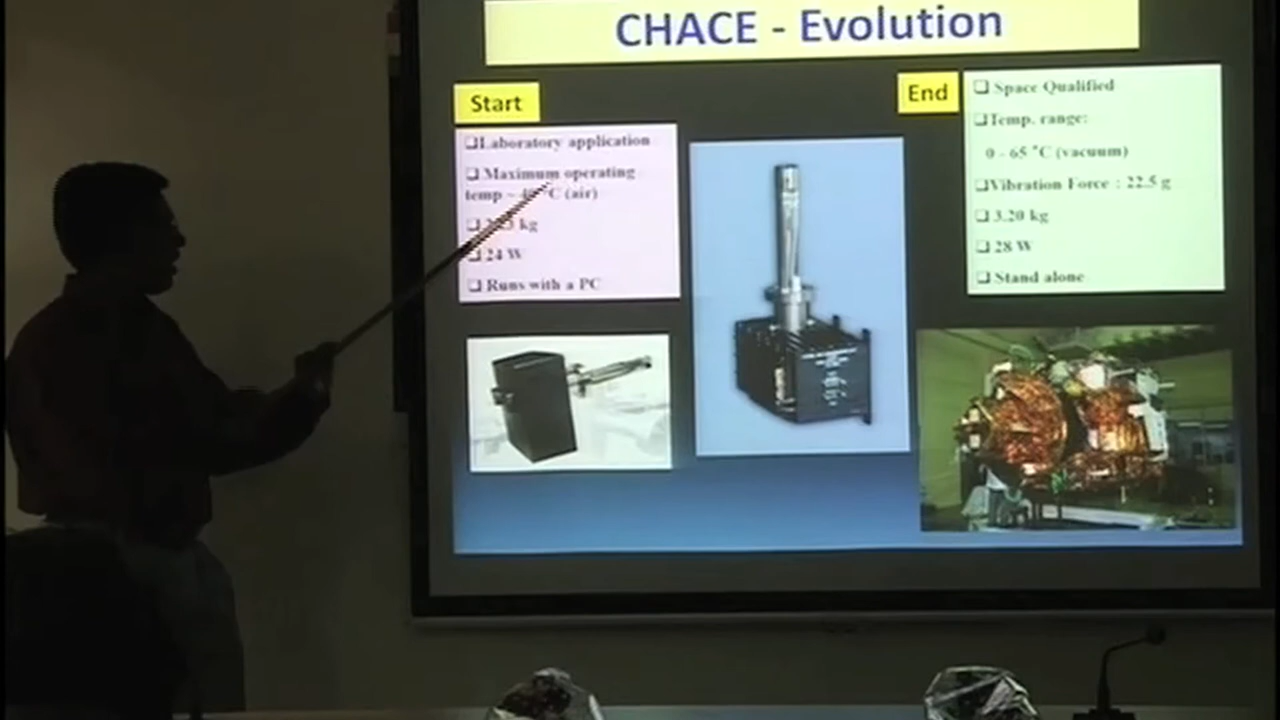 CHACE - Evolution
Start
❑Laboratory application
❑ Maximum operating
temp ~ °C (air)
❑ kg
❑ 24 W
❑ Runs with a PC
End
❑ Space Qualified
❑Temp. range:
0 - 65 °C (vacuum)
❑Vibration Force : 22.5 g
❑ 3.20 kg
❑ 28 W
❑ Stand alone